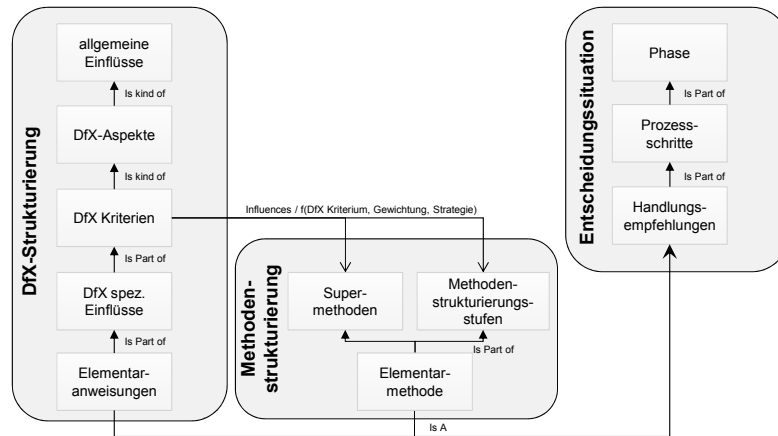 DfX-Strukturierung
allgemeine
Einflüsse
Is kind of
DfX-Aspekte
Is kind of
DfX Kriterien
Is Part of
DfX spez.
Einflüsse
Is Part of
Elementar-
anweisungen
Influences / f(DfX Kriterium, Gewichtung, Strategie)
Methoden-
strukturierung
Super-
methoden
Methoden-
strukturierungs-
stufen
Is Part of
Elementar-
methode
Is A
Entscheidungssituation
Phase
Is Part of
Prozess-
schritte
Is Part of
Handlungs-
empfehlungen